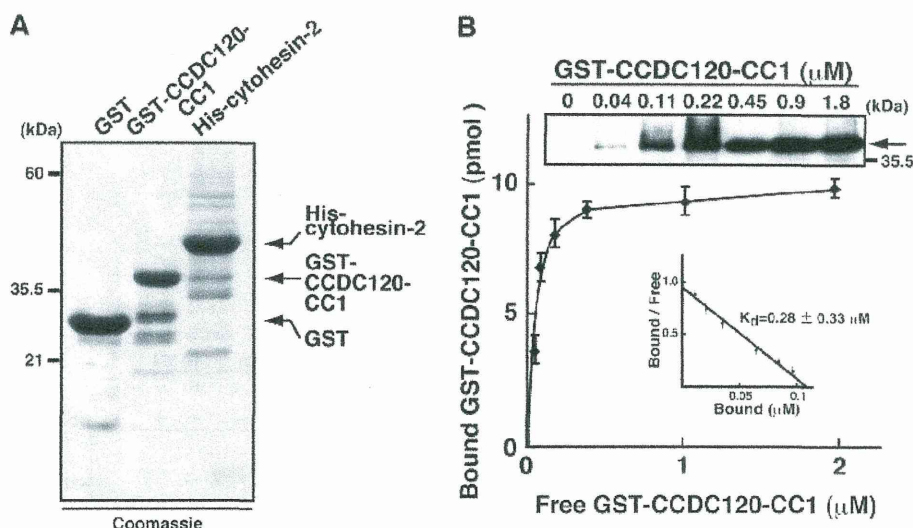 A
GST
GST-CCDC120-
CC1
His-cytohesin-2
(kDa)
60
35.5
21
His-
cytohesin-2
GST-
CCDC120-
CC1
GST
Coomassie
B
GST-CCDC120-CC1 (μM)
0 0.04 0.11 0.22 0.45 0.9 1.8 (kDa)
35.5
Bound GST-CCDC120-CC1 (pmol)
10
5
0
0 1 2
Free GST-CCDC120-CC1 (μM)
Bound / Free
1.0
0.5
Kd=0.28 ± 0.33 μM
0.05 0.1
Bound (μM)